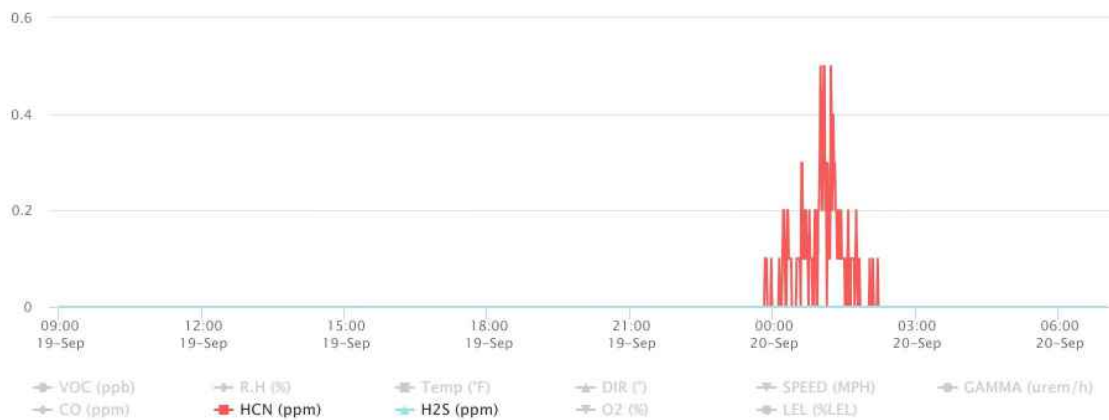 0.6
0.4
0.2
0
09:00 12:00 15:00 18:00 21:00 00:00 03:00 06:00
19-Sep 19-Sep 19-Sep 19-Sep 19-Sep 20-Sep 20-Sep 20-Sep
VOC (ppb) R.H (%) Temp (°F) DIR (°) SPEED (MPH) GAMMA (urem/h)
CO (ppm) HCN (ppm) H2S (ppm) O2 (%) LEL (%LEL)